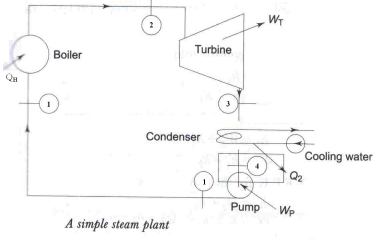 2
W_T
Turbine
Boiler
Q_H
1
3
Condenser
Cooling water
4
Q_2
1
Pump
W_P
A simple steam plant